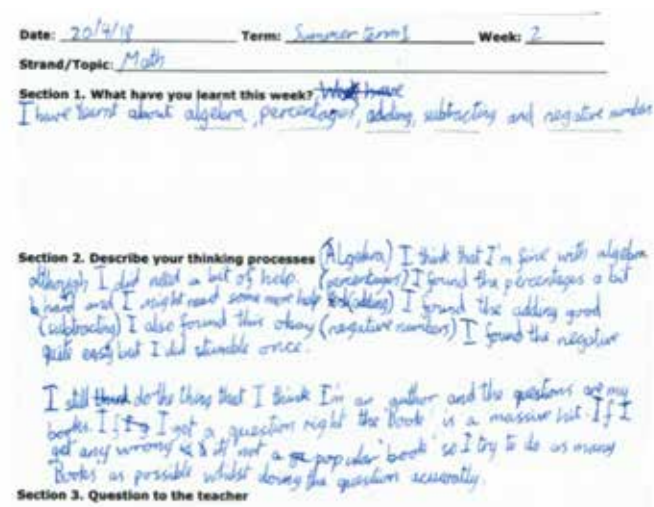 Date: 20/4/18 Term: Summer term 1 Week: 2
Strand/Topic: Math
Section 1. What have you learnt this week?
I have learnt about algebra, percentages, adding, subtracting and negative number
Section 2. Describe your thinking processes (Algebra) I think that I'm fine with algebra
although I did need a bit of help. (percentages) I found the percentages a bit
hard and I might need some more help (adding) I found the adding good
(subtracting) I also found this okay (negative numbers) I found the negative
quite easy but I did stumble once.
I still do the thing that I think I'm an author and the questions are my
books. If I got a question right the Book is a massive hit. If I
get any wrong it's not a popular 'book' so I try to do as many
Books as possible whilst doing the question accuratly.
Section 3. Question to the teacher